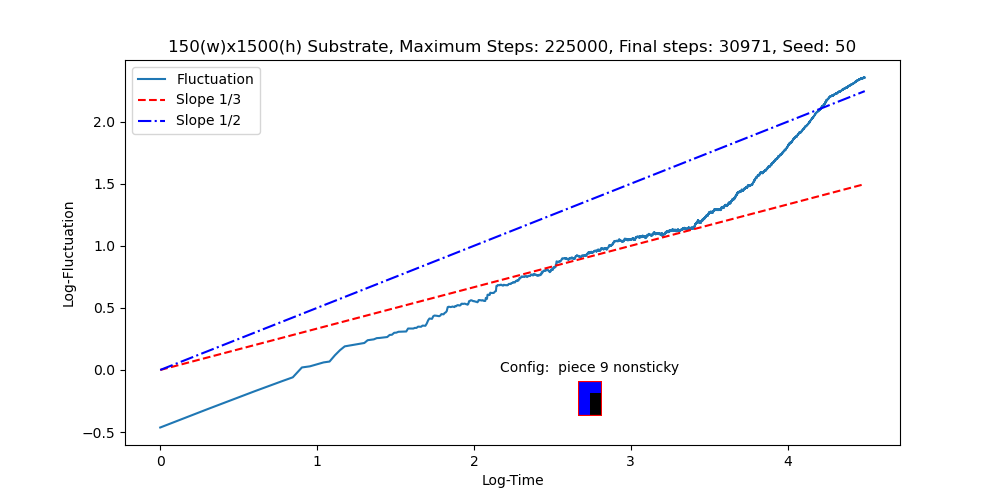 150(w)x1500(h) Substrate, Maximum Steps: 225000, Final steps: 30971, Seed: 50
Fluctuation
Slope 1/3
Slope 1/2
2.0
1.5
1.0
0.5
0.0
−0.5
Log-Fluctuation
Config:  piece 9 nonsticky
0 1 2 3 4
Log-Time